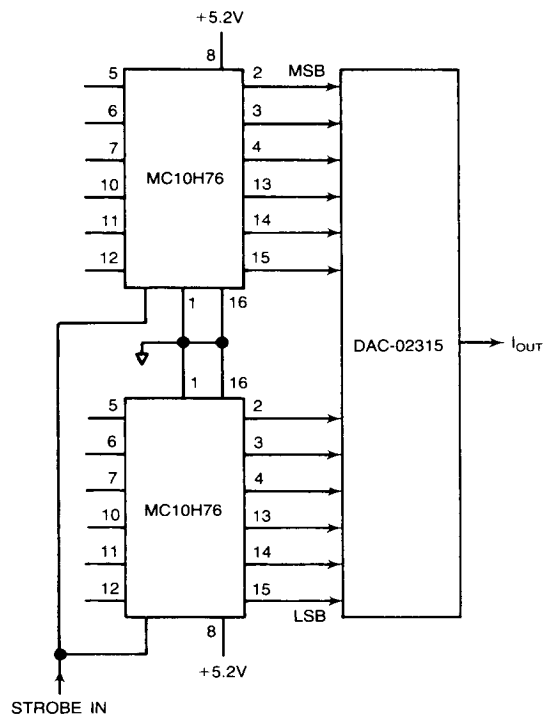 +5.2V
8
5 2 MSB
6 3
7 4
MC10H76
10 13
11 14
12 15
1 16
DAC-02315
I_OUT
1 16
5 2
6 3
7 4
MC10H76
10 13
11 14
12 15
LSB
8
+5.2V
STROBE IN